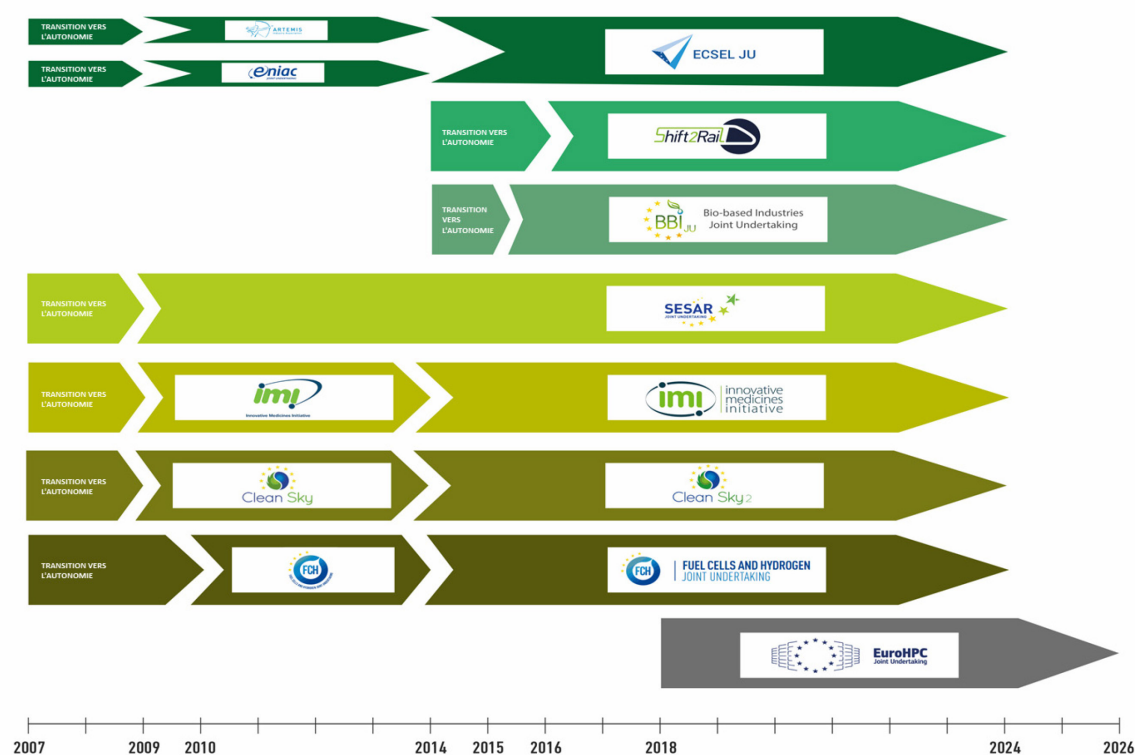 TRANSITION VERS
L'AUTONOMIE
ARTEMIS
TRANSITION VERS
L'AUTONOMIE
eniac
ECSEL JU
TRANSITION VERS
L'AUTONOMIE
Shift2Rail
TRANSITION
VERS
L'AUTONOMIE
BBI JU
Bio-based Industries
Joint Undertaking
TRANSITION VERS
L'AUTONOMIE
SESAR
JOINT UNDERTAKING
TRANSITION VERS
L'AUTONOMIE
imi
Innovative Medicines Initiative
imi
innovative
medicines
initiative
TRANSITION VERS
L'AUTONOMIE
Clean Sky
Clean Sky 2
TRANSITION VERS
L'AUTONOMIE
FCH
FCH
FUEL CELLS AND HYDROGEN
JOINT UNDERTAKING
EuroHPC
Joint Undertaking
2007 2009 2010 2014 2015 2016 2018 2024 2026